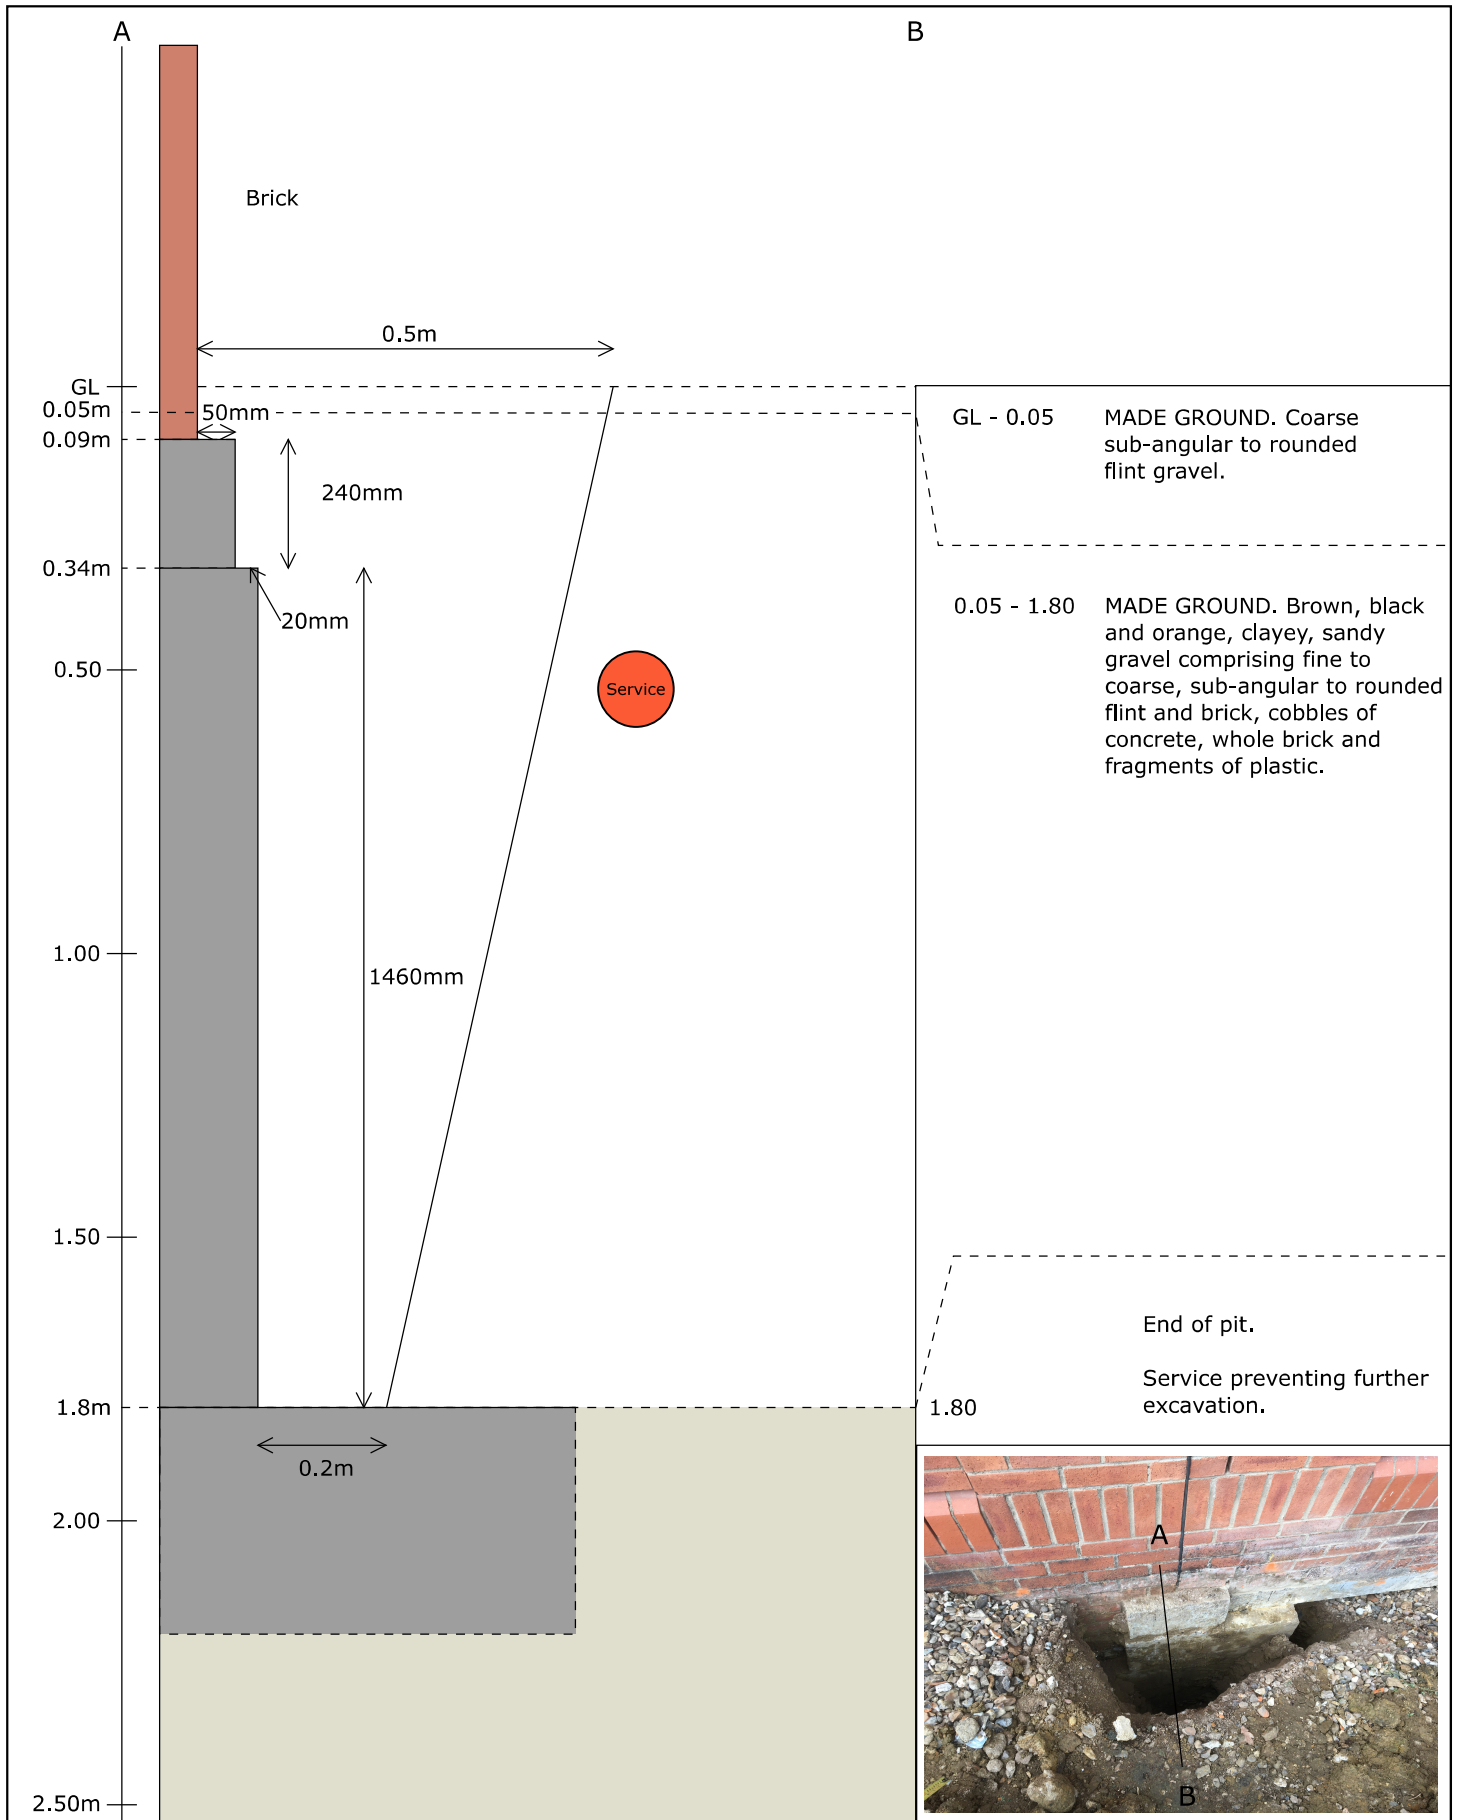 A
B
Brick
0.5m
GL
0.05m
50mm
0.09m
240mm
0.34m
20mm
0.50
Service
1.00
1460mm
1.50
1.8m
0.2m
2.00
2.50m
GL - 0.05
MADE GROUND. Coarse
sub-angular to rounded
flint gravel.
0.05 - 1.80
MADE GROUND. Brown, black
and orange, clayey, sandy
gravel comprising fine to
coarse, sub-angular to rounded
flint and brick, cobbles of
concrete, whole brick and
fragments of plastic.
End of pit.
Service preventing further
excavation.
1.80
A
B